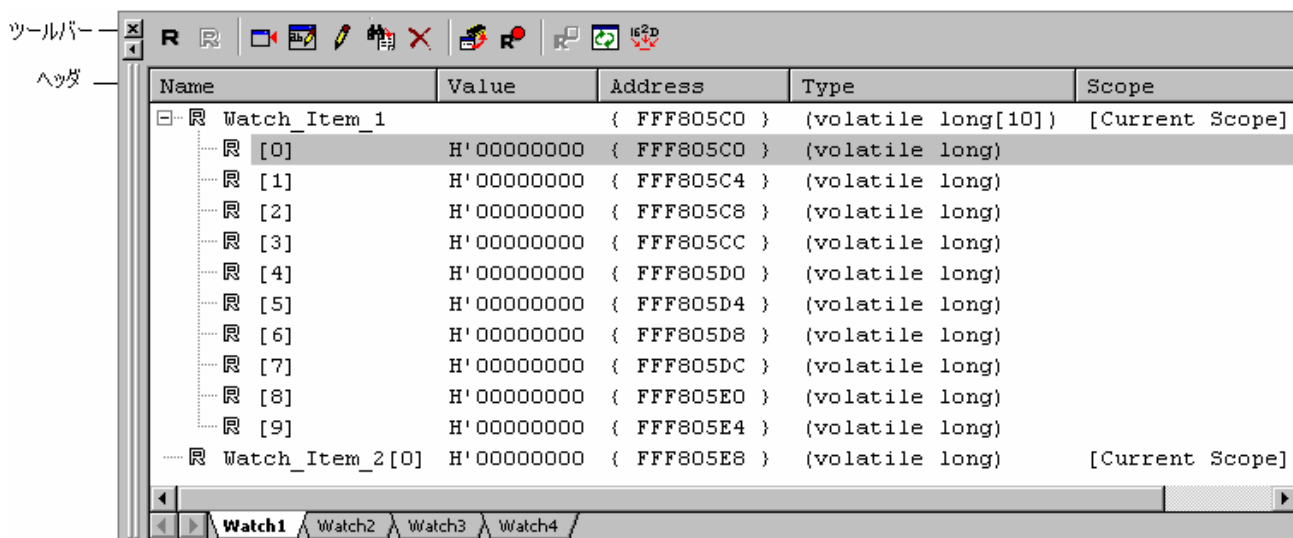 ツールバー
ヘッダ
Name Value Address Type Scope
R Watch_Item_1 { FFF805C0 } (volatile long[10]) [Current Scope]
R [0] H'00000000 { FFF805C0 } (volatile long)
R [1] H'00000000 { FFF805C4 } (volatile long)
R [2] H'00000000 { FFF805C8 } (volatile long)
R [3] H'00000000 { FFF805CC } (volatile long)
R [4] H'00000000 { FFF805D0 } (volatile long)
R [5] H'00000000 { FFF805D4 } (volatile long)
R [6] H'00000000 { FFF805D8 } (volatile long)
R [7] H'00000000 { FFF805DC } (volatile long)
R [8] H'00000000 { FFF805E0 } (volatile long)
R [9] H'00000000 { FFF805E4 } (volatile long)
R Watch_Item_2[0] H'00000000 { FFF805E8 } (volatile long) [Current Scope]
Watch1 Watch2 Watch3 Watch4